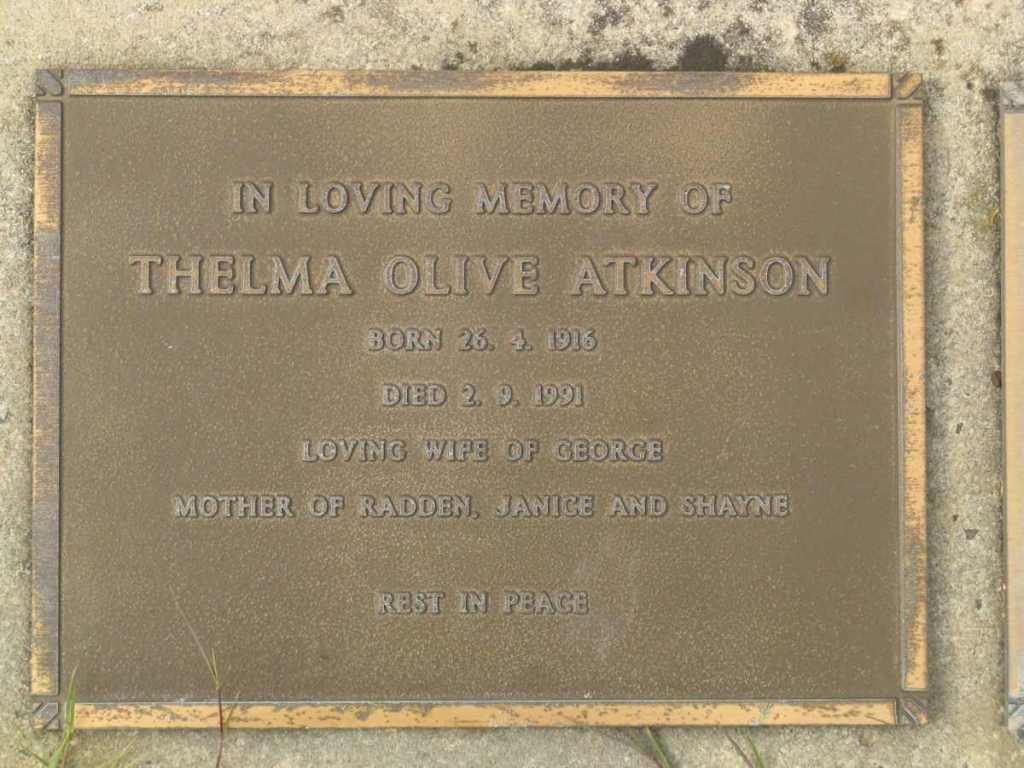 IN LOVING MEMORY OF
THELMA OLIVE ATKINSON
BORN 26. 4. 1916
DIED 2. 9. 1991
LOVING WIFE OF GEORGE
MOTHER OF RADDEN, JANICE AND SHAYNE
REST IN PEACE